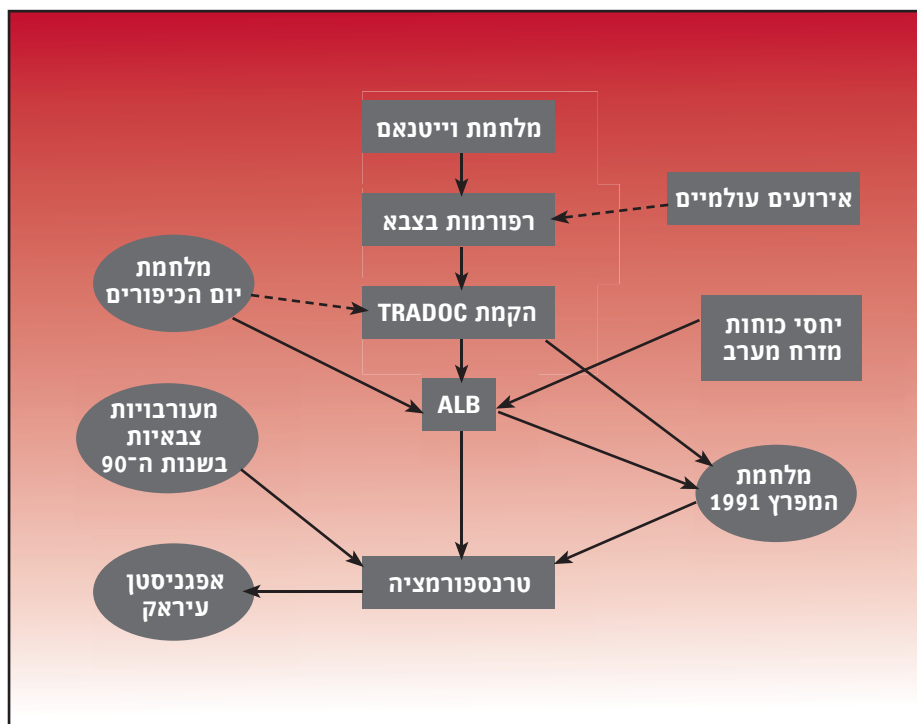 מלחמת וייטנאם
רפורמות בצבא
אירועים עולמיים
מלחמת
יום הכיפורים
הקמת TRADOC
יחסי כוחות
מזרח מערב
ALB
מעורבויות
צבאיות
בשנות ה־90
מלחמת
המפרץ 1991
טרנספורמציה
אפגניסטן
עיראק